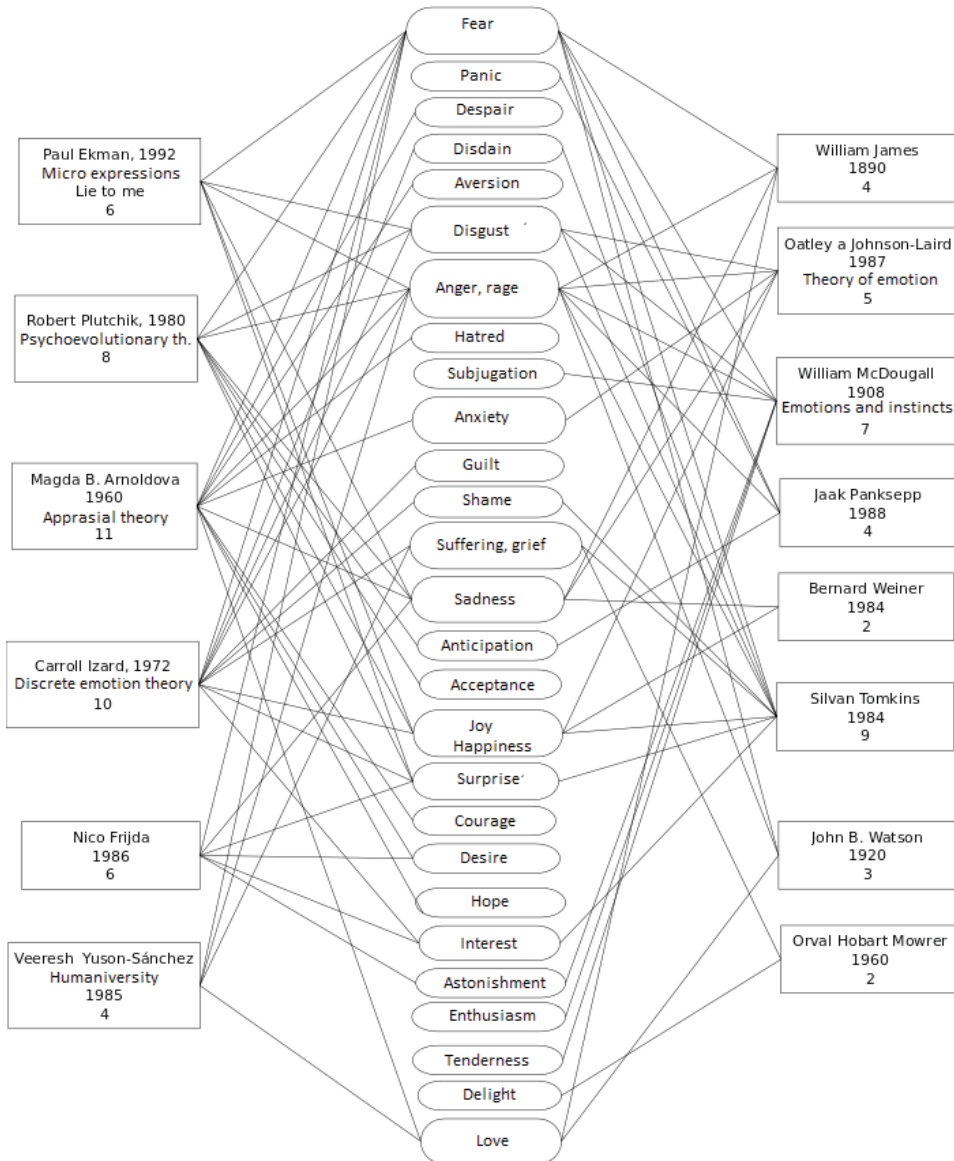 Fear
Panic
Despair
Disdain
Aversion
Disgust
Anger, rage
Hatred
Subjugation
Anxiety
Guilt
Shame
Suffering, grief
Sadness
Anticipation
Acceptance
Joy
Happiness
Surprise
Courage
Desire
Hope
Interest
Astonishment
Enthusiasm
Tenderness
Delight
Love
Paul Ekman, 1992
Micro expressions
Lie to me
6
Robert Plutchik, 1980
Psychoevolutionary th.
8
Magda B. Arnoldova
1960
Apprasial theory
11
Carroll Izard, 1972
Discrete emotion theory
10
Nico Frijda
1986
6
Veeresh Yuson-Sánchez
Humaniversity
1985
4
William James
1890
4
Oatley a Johnson-Laird
1987
Theory of emotion
5
William McDougall
1908
Emotions and instincts
7
Jaak Panksepp
1988
4
Bernard Weiner
1984
2
Silvan Tomkins
1984
9
John B. Watson
1920
3
Orval Hobart Mowrer
1960
2